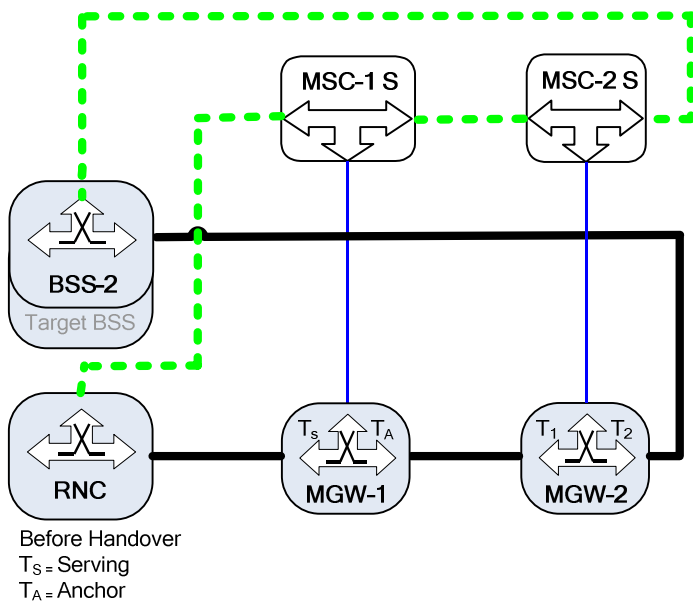 MSC-1 S
MSC-2 S
BSS-2
Target BSS
RNC
Ts TA
MGW-1
T1 T2
MGW-2
Before Handover
TS = Serving
TA = Anchor